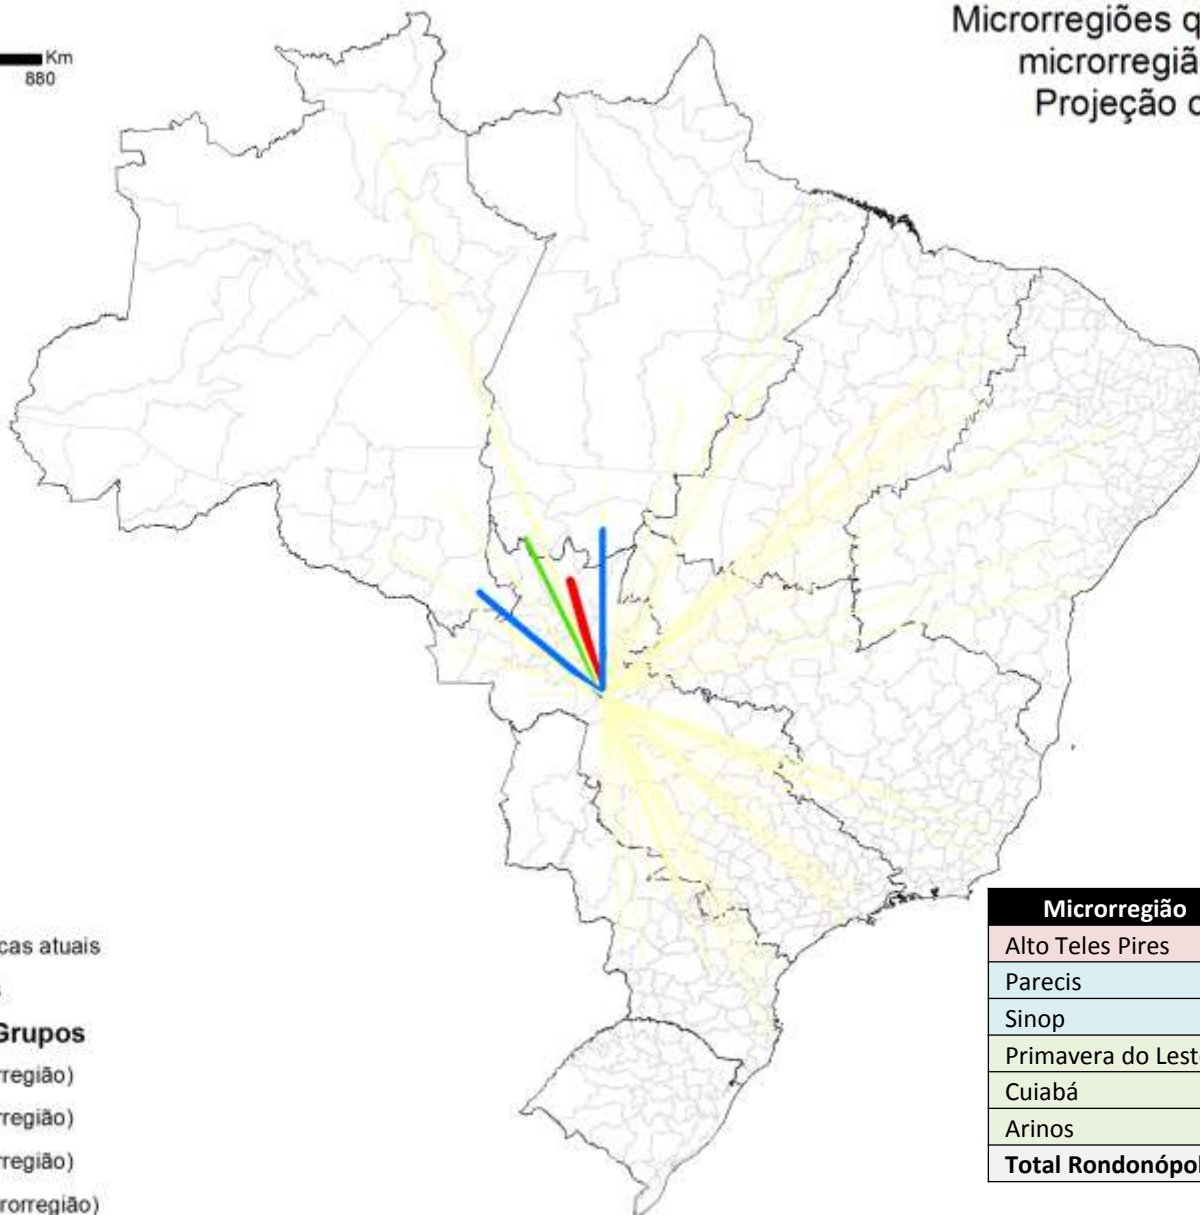 Microrregiões q
microrregiã
Projeção d
Km
880
cas atuais
s
Grupos
rregião)
rregião)
rregião)
rorregião)
Microrregião
Alto Teles Pires
Parecis
Sinop
Primavera do Lest
Cuiabá
Arinos
Total Rondonópol